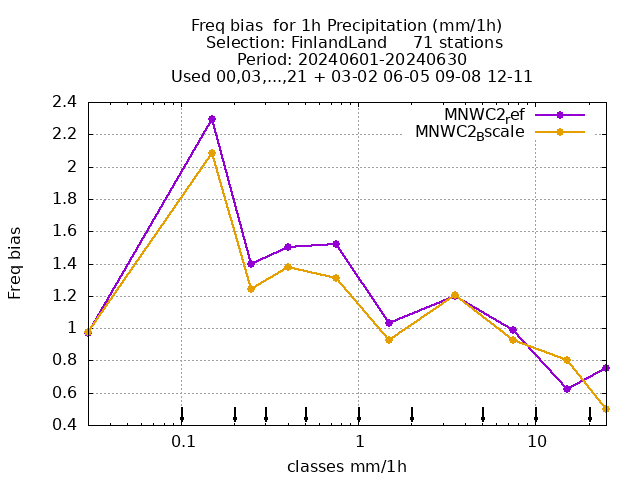 Freq bias  for 1h Precipitation (mm/1h)
Selection: FinlandLand     71 stations
Period: 20240601-20240630
Used 00,03,...,21 + 03-02 06-05 09-08 12-11
MNWC2ref
MNWC2Bscale
Freq bias
2.4
2.2
2
1.8
1.6
1.4
1.2
1
0.8
0.6
0.4
0.1
1
10
classes mm/1h